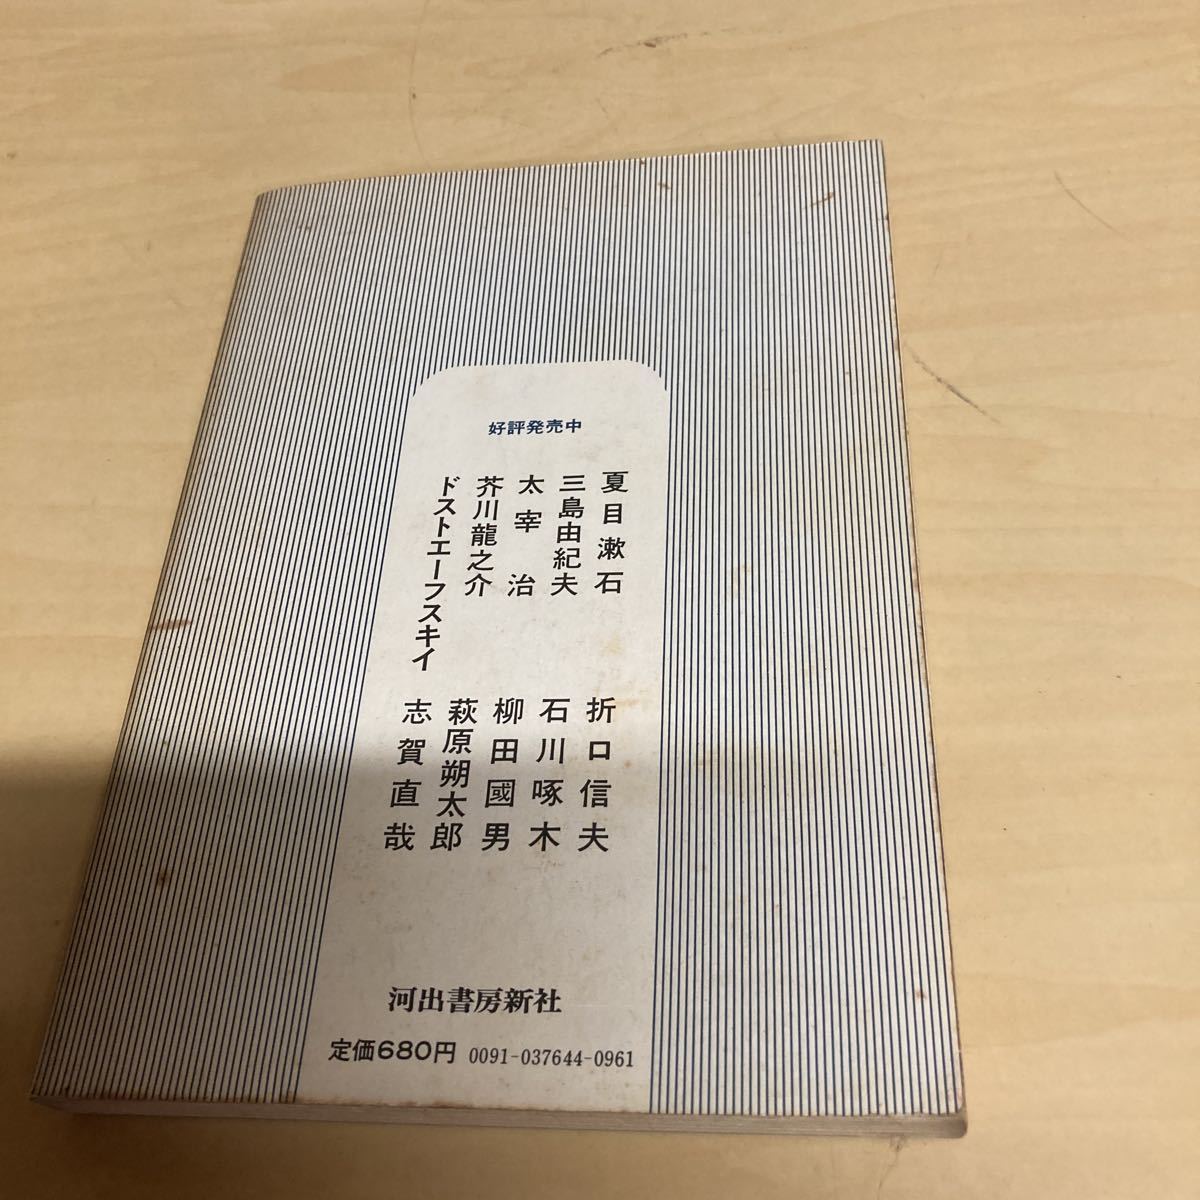 好評発売中
夏目漱石
三島由紀夫
太宰治
芥川龍之介
ドストエーフスキイ
折口信夫
石川啄木
柳田國男
萩原朔太郎
志賀直哉
河出書房新社
定価680円 0091-037644-0961